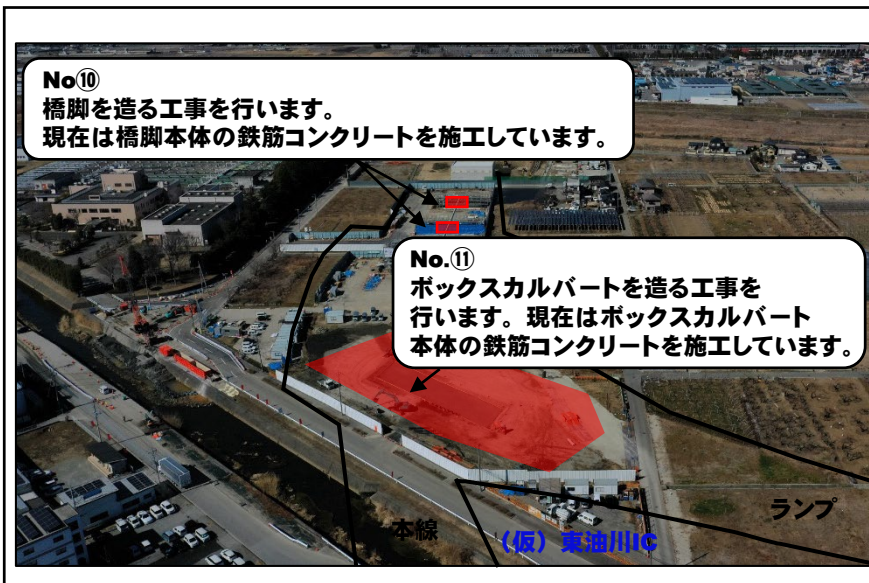 No⑩
橋脚を造る工事を行います。
現在は橋脚本体の鉄筋コンクリートを施工しています。
No.⑪
ボックスカルバートを造る工事を
行います。現在はボックスカルバート
本体の鉄筋コンクリートを施工しています。
ランプ
本線
（仮）東油川IC